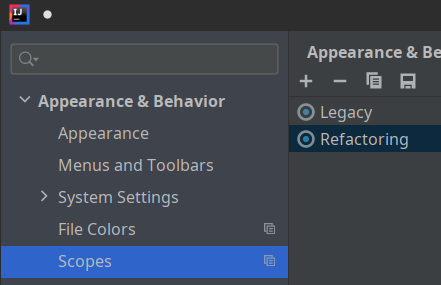 IJ
Appearance & Be
Appearance & Behavior
Appearance
Menus and Toolbars
System Settings
File Colors
Scopes
Legacy
Refactoring